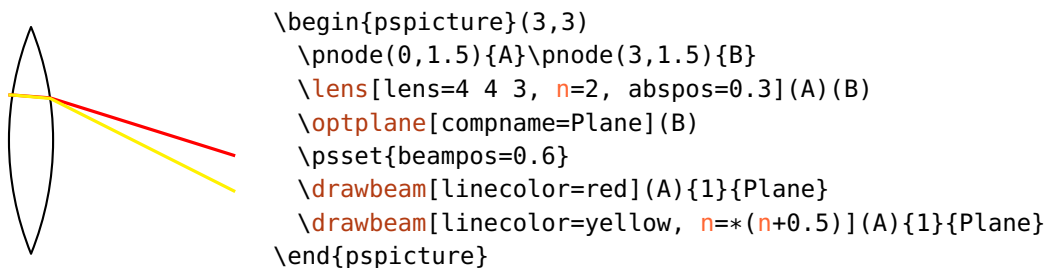 \begin{pspicture}(3,3)
\pnode(0,1.5){A}\pnode(3,1.5){B}
\lens[lens=4 4 3, n=2, abspos=0.3](A)(B)
\optplane[compname=Plane](B)
\psset{beampos=0.6}
\drawbeam[linecolor=red](A){1}{Plane}
\drawbeam[linecolor=yellow, n=*(n+0.5)](A){1}{Plane}
\end{pspicture}